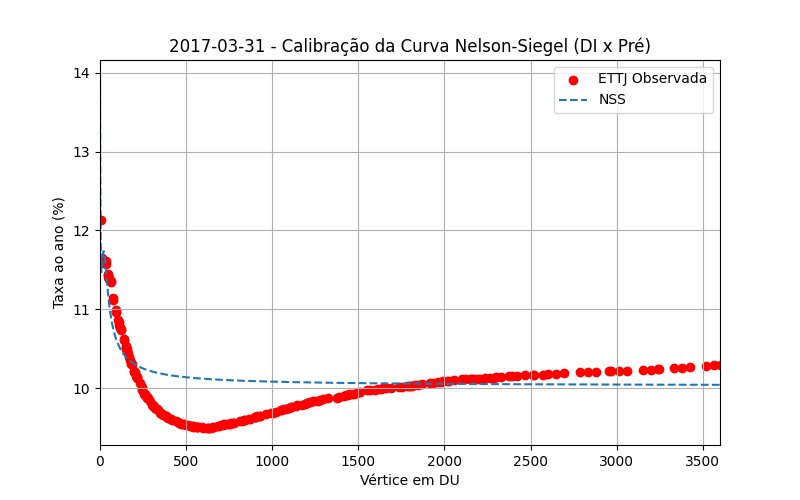 2017-03-31 - Calibração da Curva Nelson-Siegel (DI x Pré)
ETTJ Observada
NSS
Taxa ao ano (%)
14
13
12
11
10
0 500 1000 1500 2000 2500 3000 3500
Vértice em DU